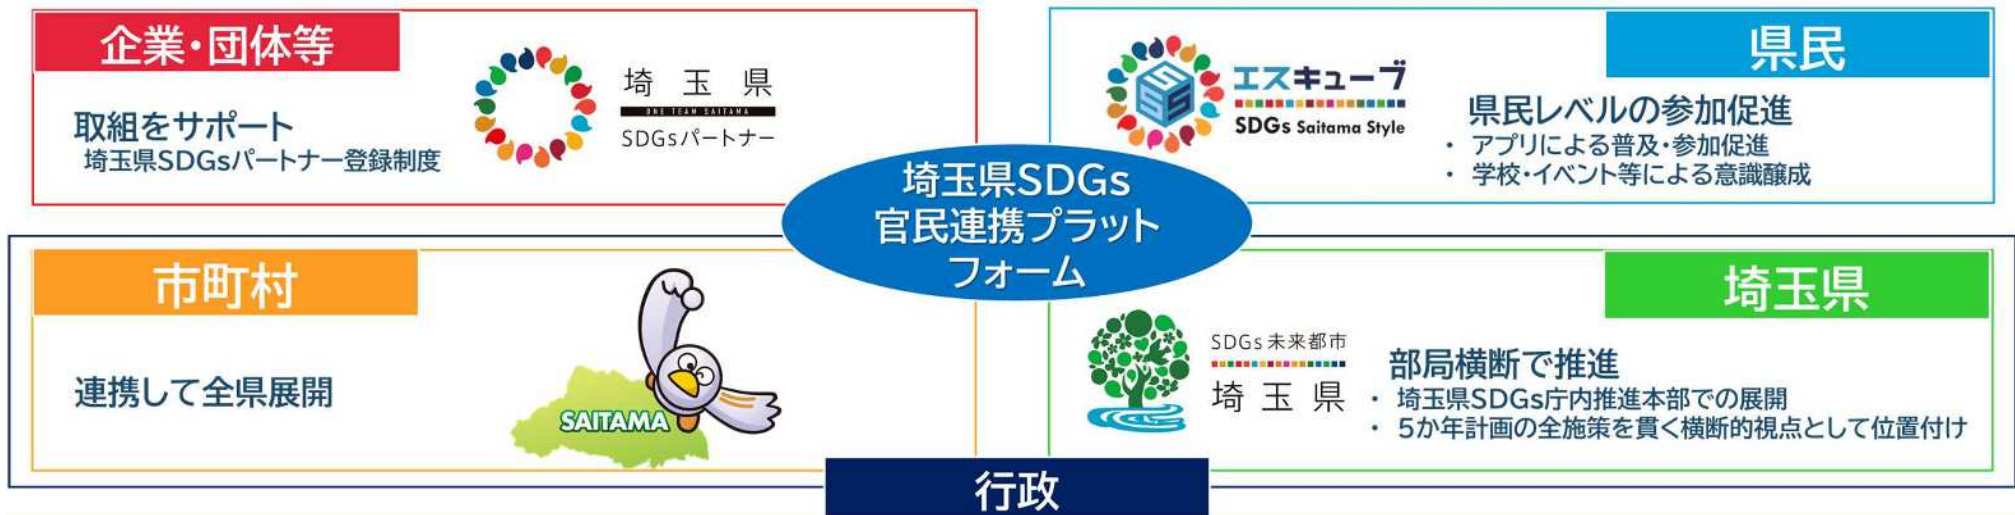 企業・団体等
取組をサポート
埼玉県SDGsパートナー登録制度
埼玉県
ONE TEAM SAITAMA
SDGsパートナー
エスキューブ
SDGs Saitama Style
SSS
県民
県民レベルの参加促進
・ アプリによる普及・参加促進
・ 学校・イベント等による意識醸成
埼玉県SDGs
官民連携プラット
フォーム
市町村
連携して全県展開
SAITAMA
埼玉県
SDGs未来都市
埼玉県
部局横断で推進
・ 埼玉県SDGs庁内推進本部での展開
・ 5か年計画の全施策を貫く横断的視点として位置付け
行政